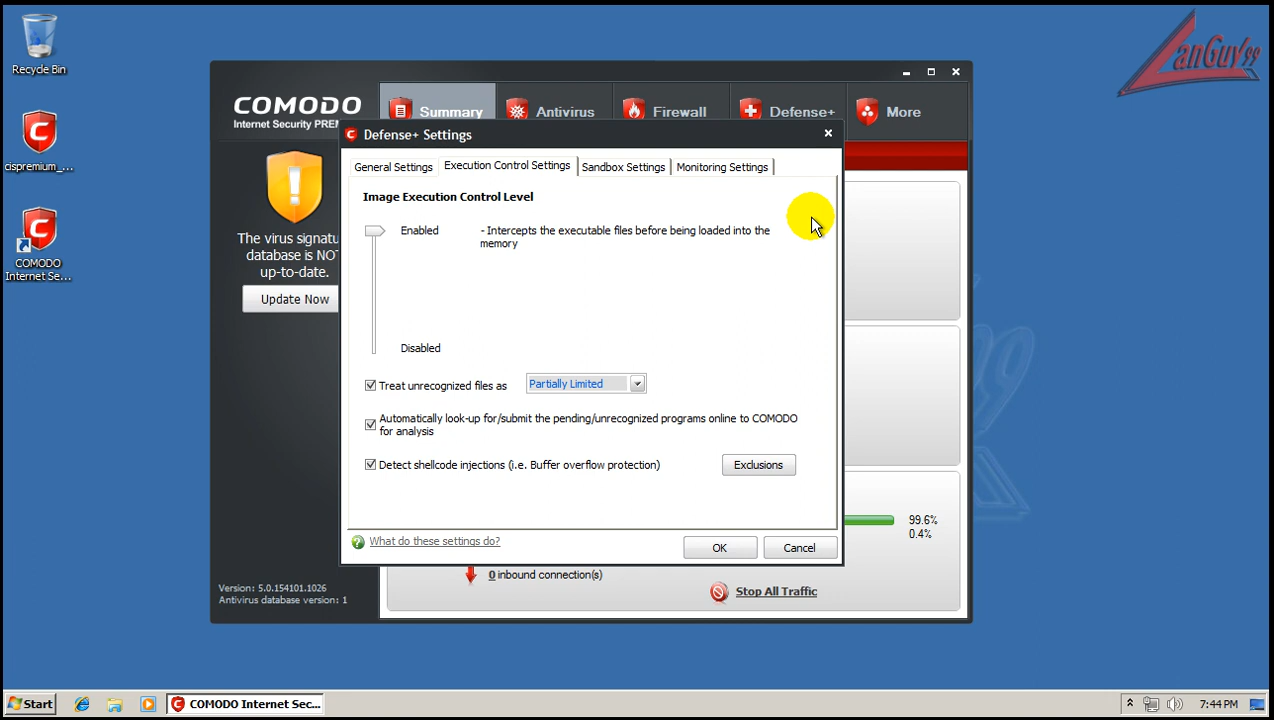 Recycle Bin
cispremium_...
COMODO
Internet Se...
LanGuy99
COMODO
Internet Security PREM
Summary
Antivirus
Firewall
Defense+
More
The virus signatu
database is NO
up-to-date.
Update Now
Defense+ Settings
General Settings
Execution Control Settings
Sandbox Settings
Monitoring Settings
Image Execution Control Level
Enabled
- Intercepts the executable files before being loaded into the
memory
Disabled
Treat unrecognized files as
Partially Limited
Automatically look-up for/submit the pending/unrecognized programs online to COMODO
for analysis
Detect shellcode injections (i.e. Buffer overflow protection)
Exclusions
What do these settings do?
OK
Cancel
99.6%
0.4%
0 inbound connection(s)
Stop All Traffic
Version: 5.0.154101.1026
Antivirus database version: 1
Start
COMODO Internet Sec...
7:44 PM